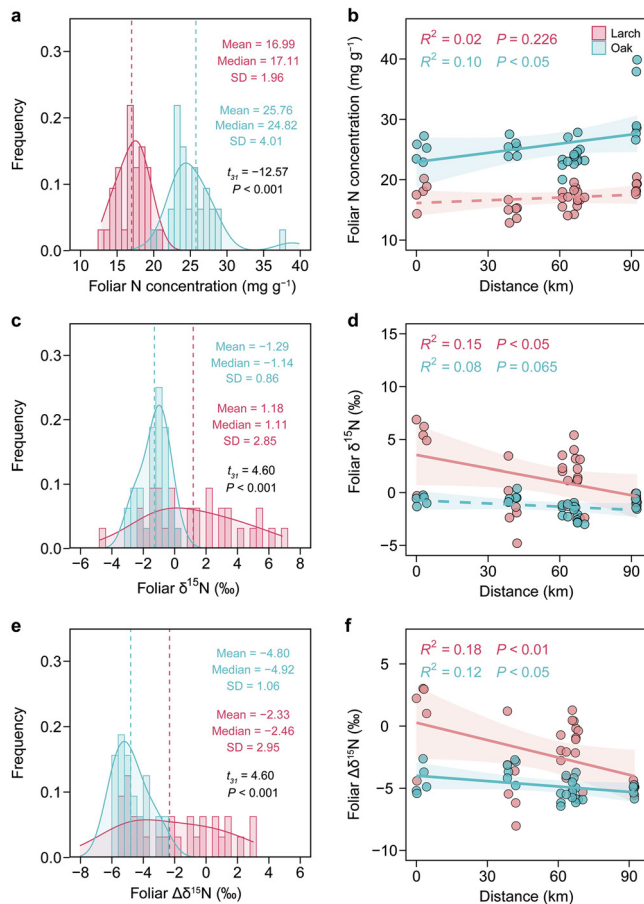 a
Frequency
0.3
0.2
0.1
0.0
Mean = 16.99
Median = 17.11
SD = 1.96
Mean = 25.76
Median = 24.82
SD = 4.01
t31 = −12.57
P < 0.001
10 15 20 25 30 35 40
Foliar N concentration (mg g⁻¹)
b
Foliar N concentration (mg g⁻¹)
40
30
20
10
R² = 0.02 P = 0.226
R² = 0.10 P < 0.05
Larch
Oak
0 30 60 90
Distance (km)
c
Frequency
0.3
0.2
0.1
0.0
Mean = −1.29
Median = −1.14
SD = 0.86
Mean = 1.18
Median = 1.11
SD = 2.85
t31 = 4.60
P < 0.001
−6 −4 −2 0 2 4 6 8
Foliar δ¹⁵N (‰)
d
Foliar δ¹⁵N (‰)
15
10
5
0
−5
R² = 0.15 P < 0.05
R² = 0.08 P = 0.065
0 30 60 90
Distance (km)
e
Frequency
0.3
0.2
0.1
0.0
Mean = −4.80
Median = −4.92
SD = 1.06
Mean = −2.33
Median = −2.46
SD = 2.95
t31 = 4.60
P < 0.001
−8 −6 −4 −2 0 2 4 6
Foliar Δδ¹⁵N (‰)
f
Foliar Δδ¹⁵N (‰)
10
5
0
−5
−10
R² = 0.18 P < 0.01
R² = 0.12 P < 0.05
0 30 60 90
Distance (km)